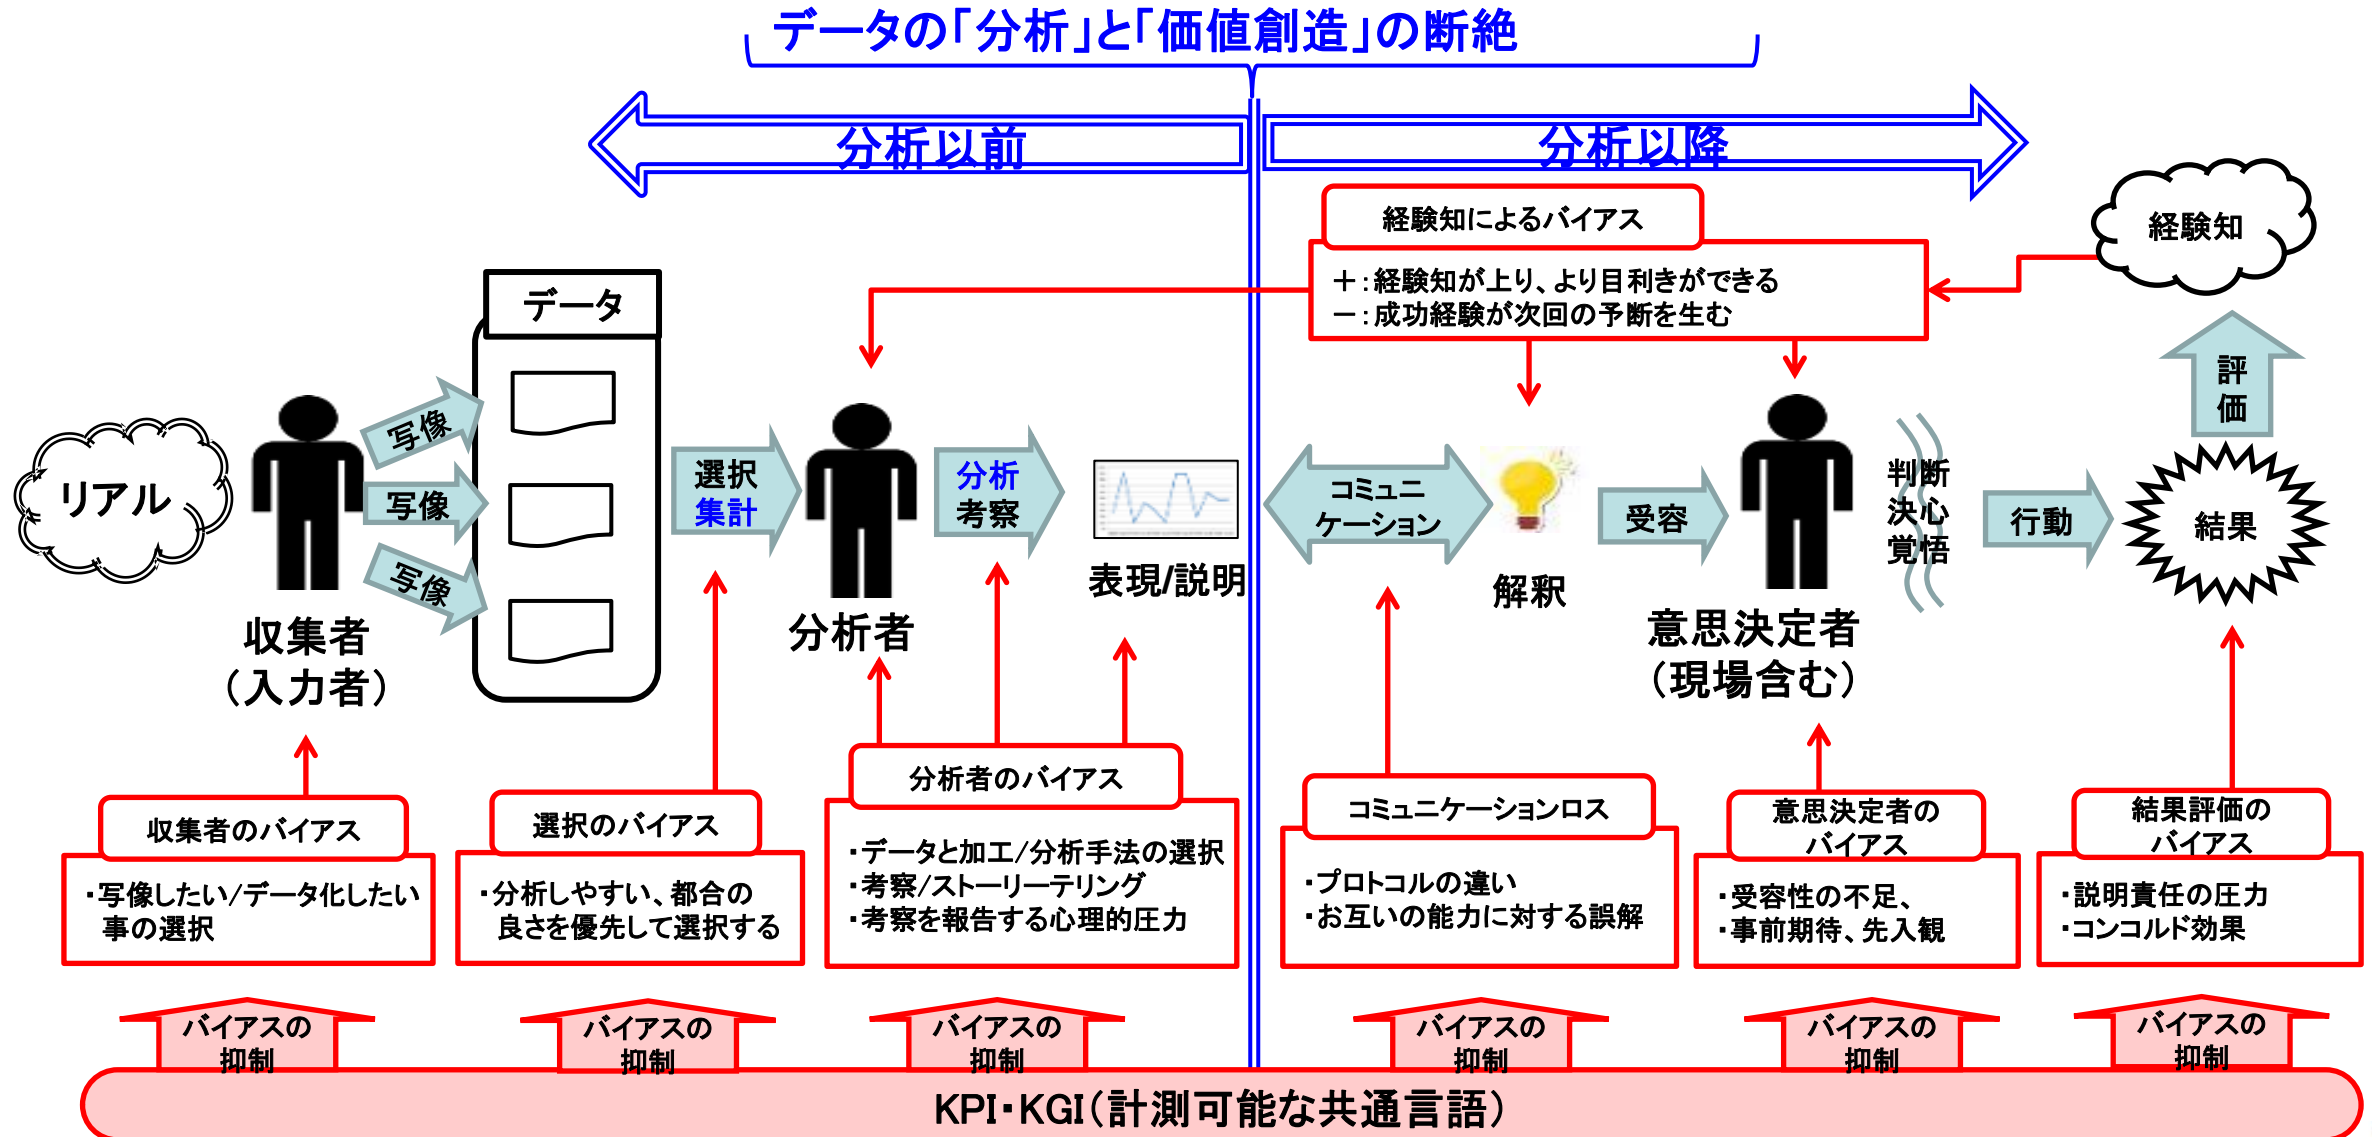 データの「分析」と「価値創造」の断絶
分析以前
分析以降
経験知によるバイアス
＋：経験知が上り、より目利きができる
－：成功経験が次回の予断を生む
経験知
データ
評
価
リアル
写像
写像
写像
選択
集計
分析
考察
コミュニ
ケーション
受容
判断
決心
覚悟
行動
結果
表現/説明
解釈
収集者
（入力者）
分析者
意思決定者
（現場含む）
収集者のバイアス
・写像したい/データ化したい
事の選択
選択のバイアス
・分析しやすい、都合の
良さを優先して選択する
分析者のバイアス
・データと加工/分析手法の選択
・考察/ストーリーテリング
・考察を報告する心理的圧力
コミュニケーションロス
・プロトコルの違い
・お互いの能力に対する誤解
意思決定者の
バイアス
・受容性の不足、
・事前期待、先入観
結果評価の
バイアス
・説明責任の圧力
・コンコルド効果
バイアスの
抑制
バイアスの
抑制
バイアスの
抑制
バイアスの
抑制
バイアスの
抑制
バイアスの
抑制
KPI・KGI（計測可能な共通言語）